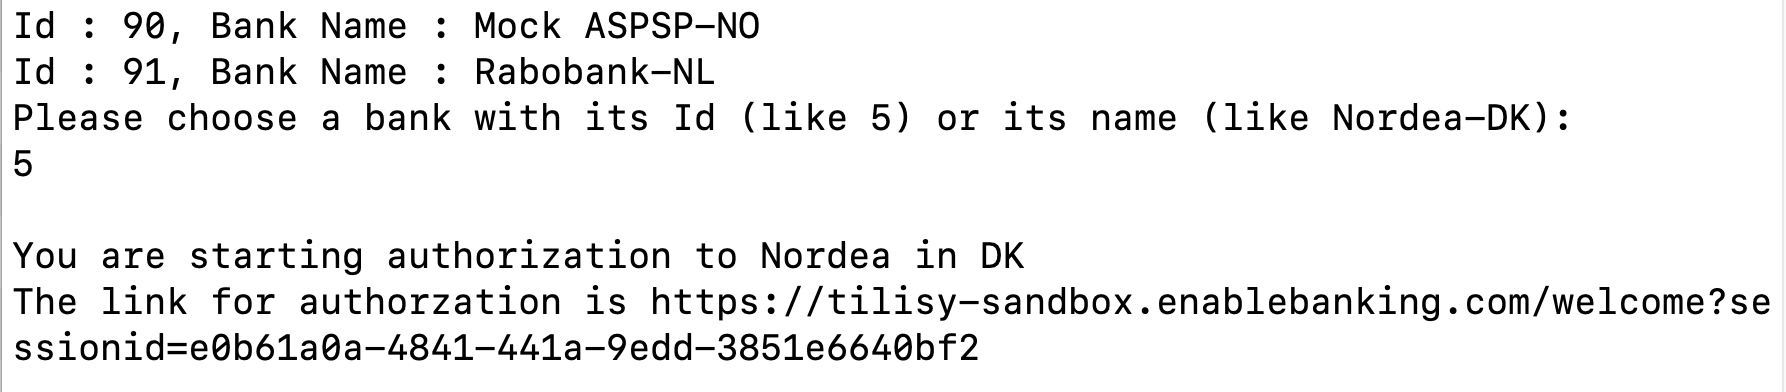 Id : 90, Bank Name : Mock ASPSP-NO
Id : 91, Bank Name : Rabobank-NL
Please choose a bank with its Id (like 5) or its name (like Nordea-DK):
5
You are starting authorization to Nordea in DK
The link for authorzation is https://tilisy-sandbox.enablebanking.com/welcome?se
ssionid=e0b61a0a-4841-441a-9edd-3851e6640bf2